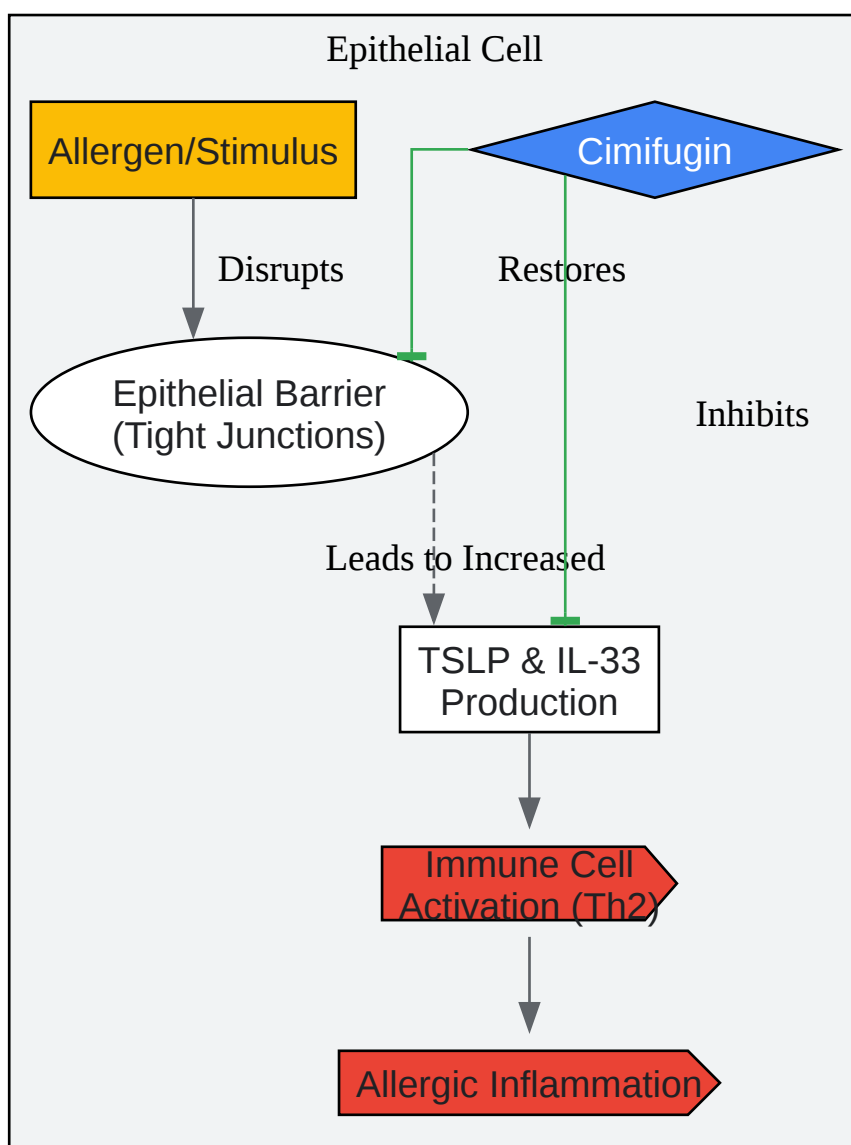 Epithelial Cell
Allergen/Stimulus
Cimifugin
Disrupts
Restores
Epithelial Barrier
(Tight Junctions)
Inhibits
Leads to Increased
TSLP & IL-33
Production
Immune Cell
Activation (Th2)
Allergic Inflammation